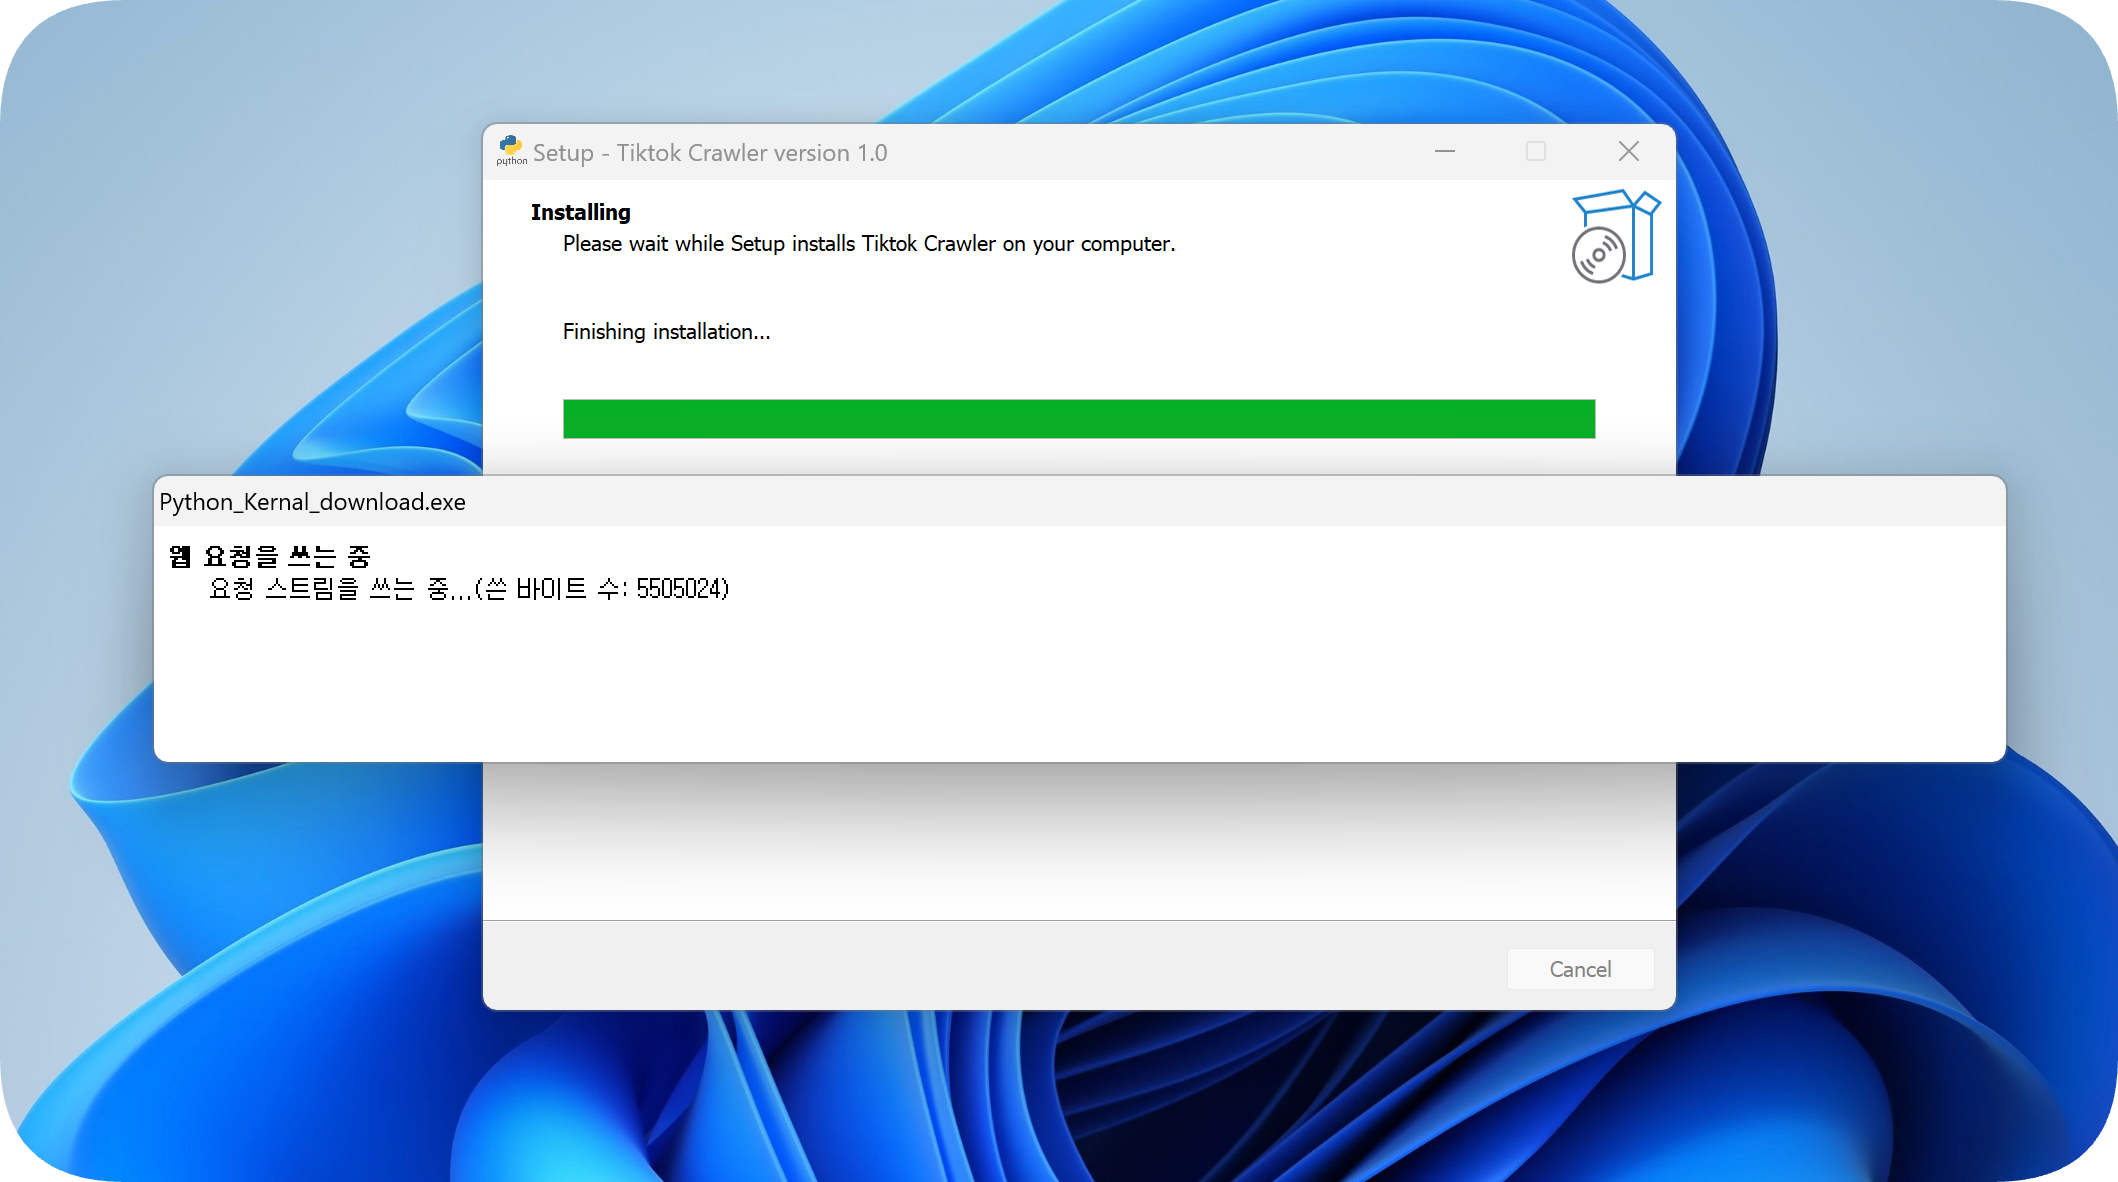 python
Setup - Tiktok Crawler version 1.0
Installing
Please wait while Setup installs Tiktok Crawler on your computer.
Finishing installation...
Python_Kernal_download.exe
웹 요청을 쓰는 중
요청 스트림을 쓰는 중...(쓴 바이트 수: 5505024)
Cancel